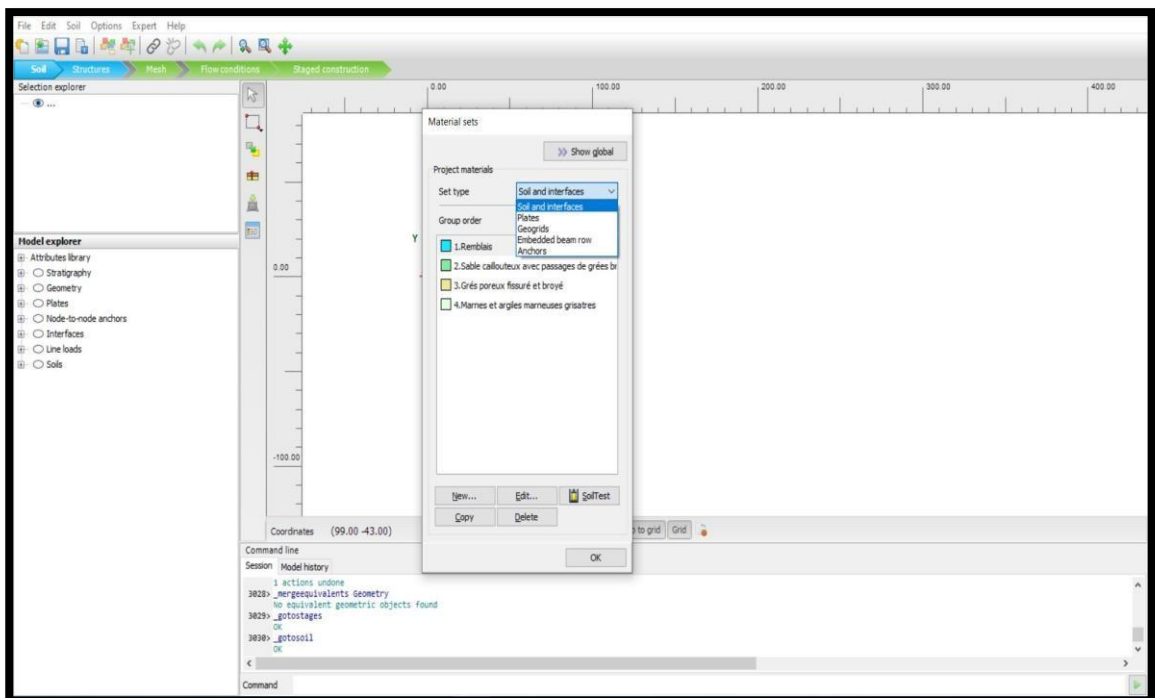 File Edit Soil Options Expert Help
Soil Structures Mesh Flow conditions Staged construction
Selection explorer
...
Model explorer
Attributes library
Stratigraphy
Geometry
Plates
Node-to-node anchors
Interfaces
Line loads
Soils
0.00 100.00 200.00 300.00 400.00
Y
0.00
-100.00
Material sets
Show global
Project materials
Set type Soil and interfaces
Soil and interfaces
Plates
Geogrids
Embedded beam row
Anchors
Group order
1.Remblais
2.Sable caillouteux avec passages de grées br
3.Grés poreux fissuré et broyé
4.Marnes et argiles marneuses grisatres
New... Edit... SoilTest
Copy Delete
OK
Coordinates (99.00 -43.00)
to grid Grid
Command line
Session Model history
1 actions undone
3028> _mergeequivalents Geometry
No equivalent geometric objects found
3029> _gotostages
OK
3030> _gotosoil
OK
Command